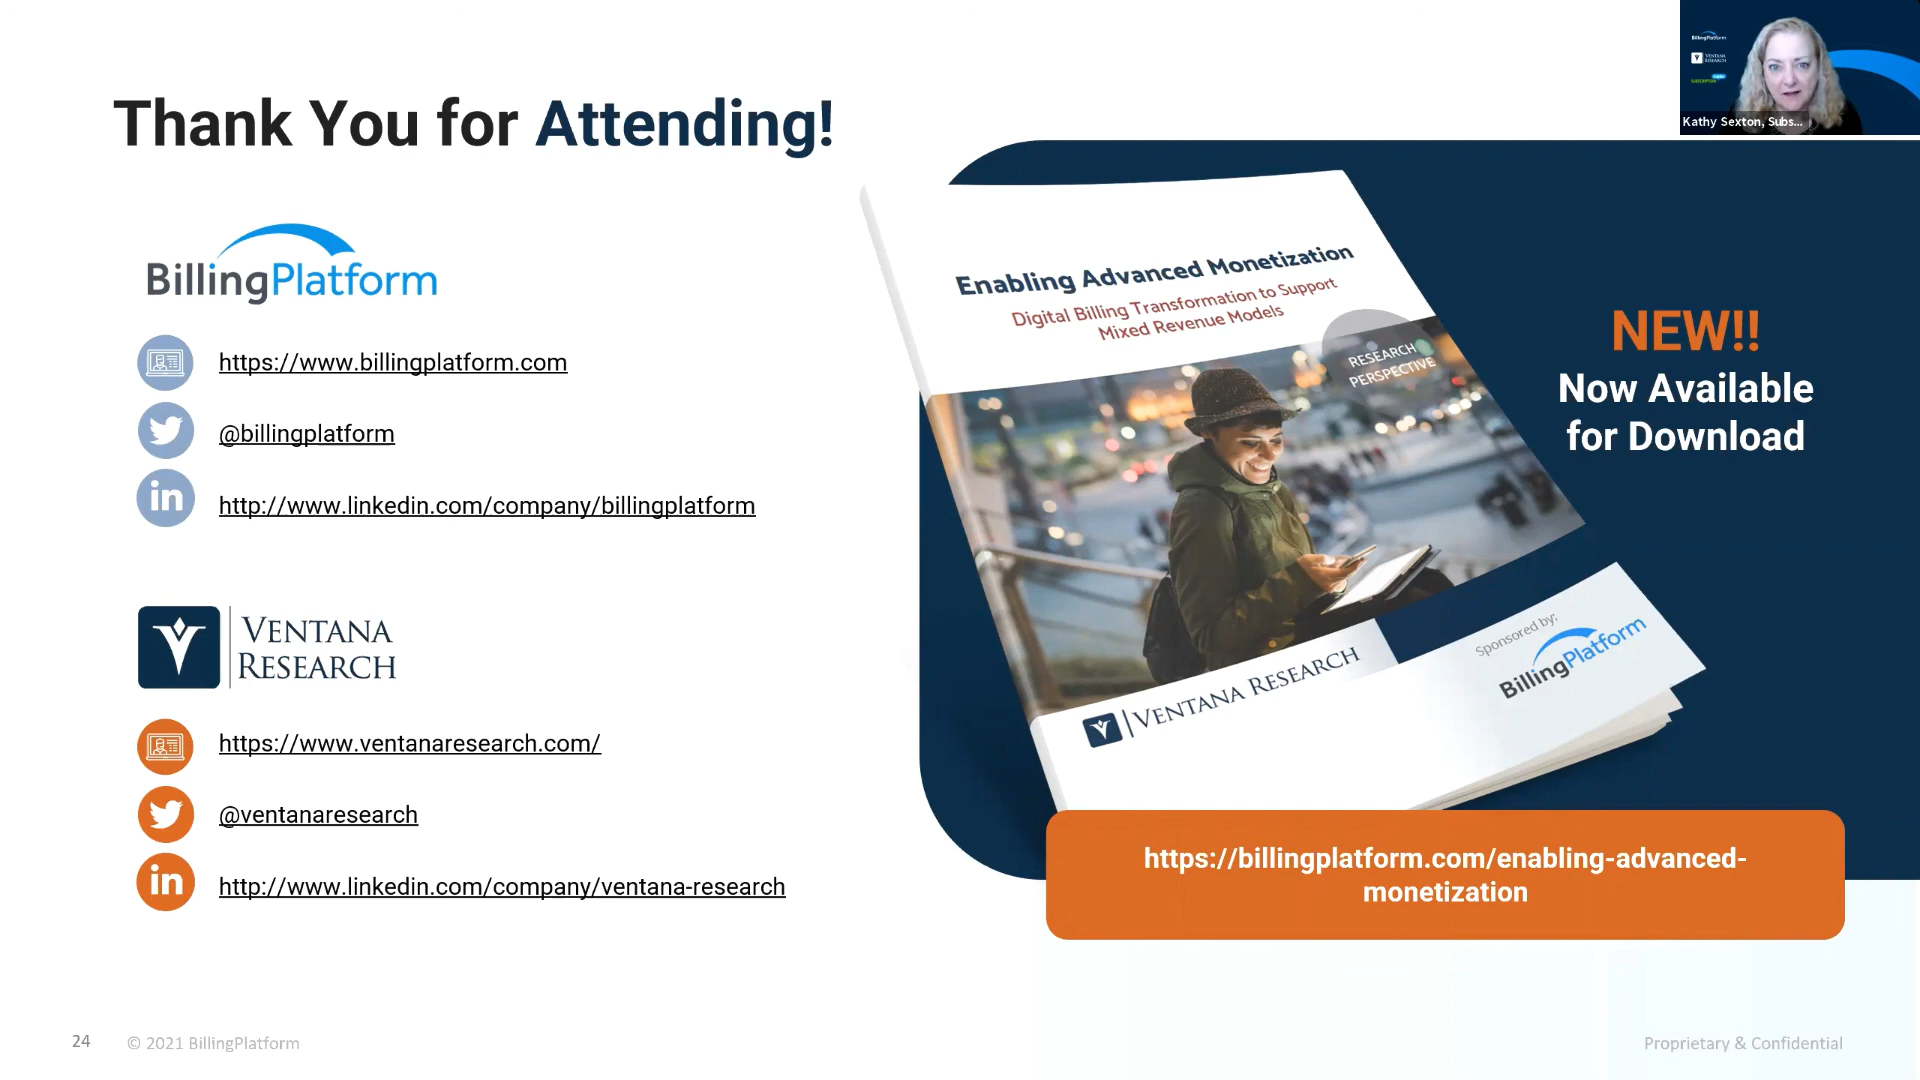 Thank You for Attending!
BillingPlatform
https://www.billingplatform.com
@billingplatform
http://www.linkedin.com/company/billingplatform
VENTANA
RESEARCH
https://www.ventanaresearch.com/
@ventanaresearch
http://www.linkedin.com/company/ventana-research
Enabling Advanced Monetization
Digital Billing Transformation to Support
Mixed Revenue Models
RESEARCH
PERSPECTIVE
VENTANA RESEARCH
Sponsored by:
BillingPlatform
NEW!!
Now Available
for Download
https://billingplatform.com/enabling-advanced-
monetization
BillingPlatform
VENTANA
RESEARCH
Kathy Sexton, Subs...
24
© 2021 BillingPlatform
Proprietary & Confidential